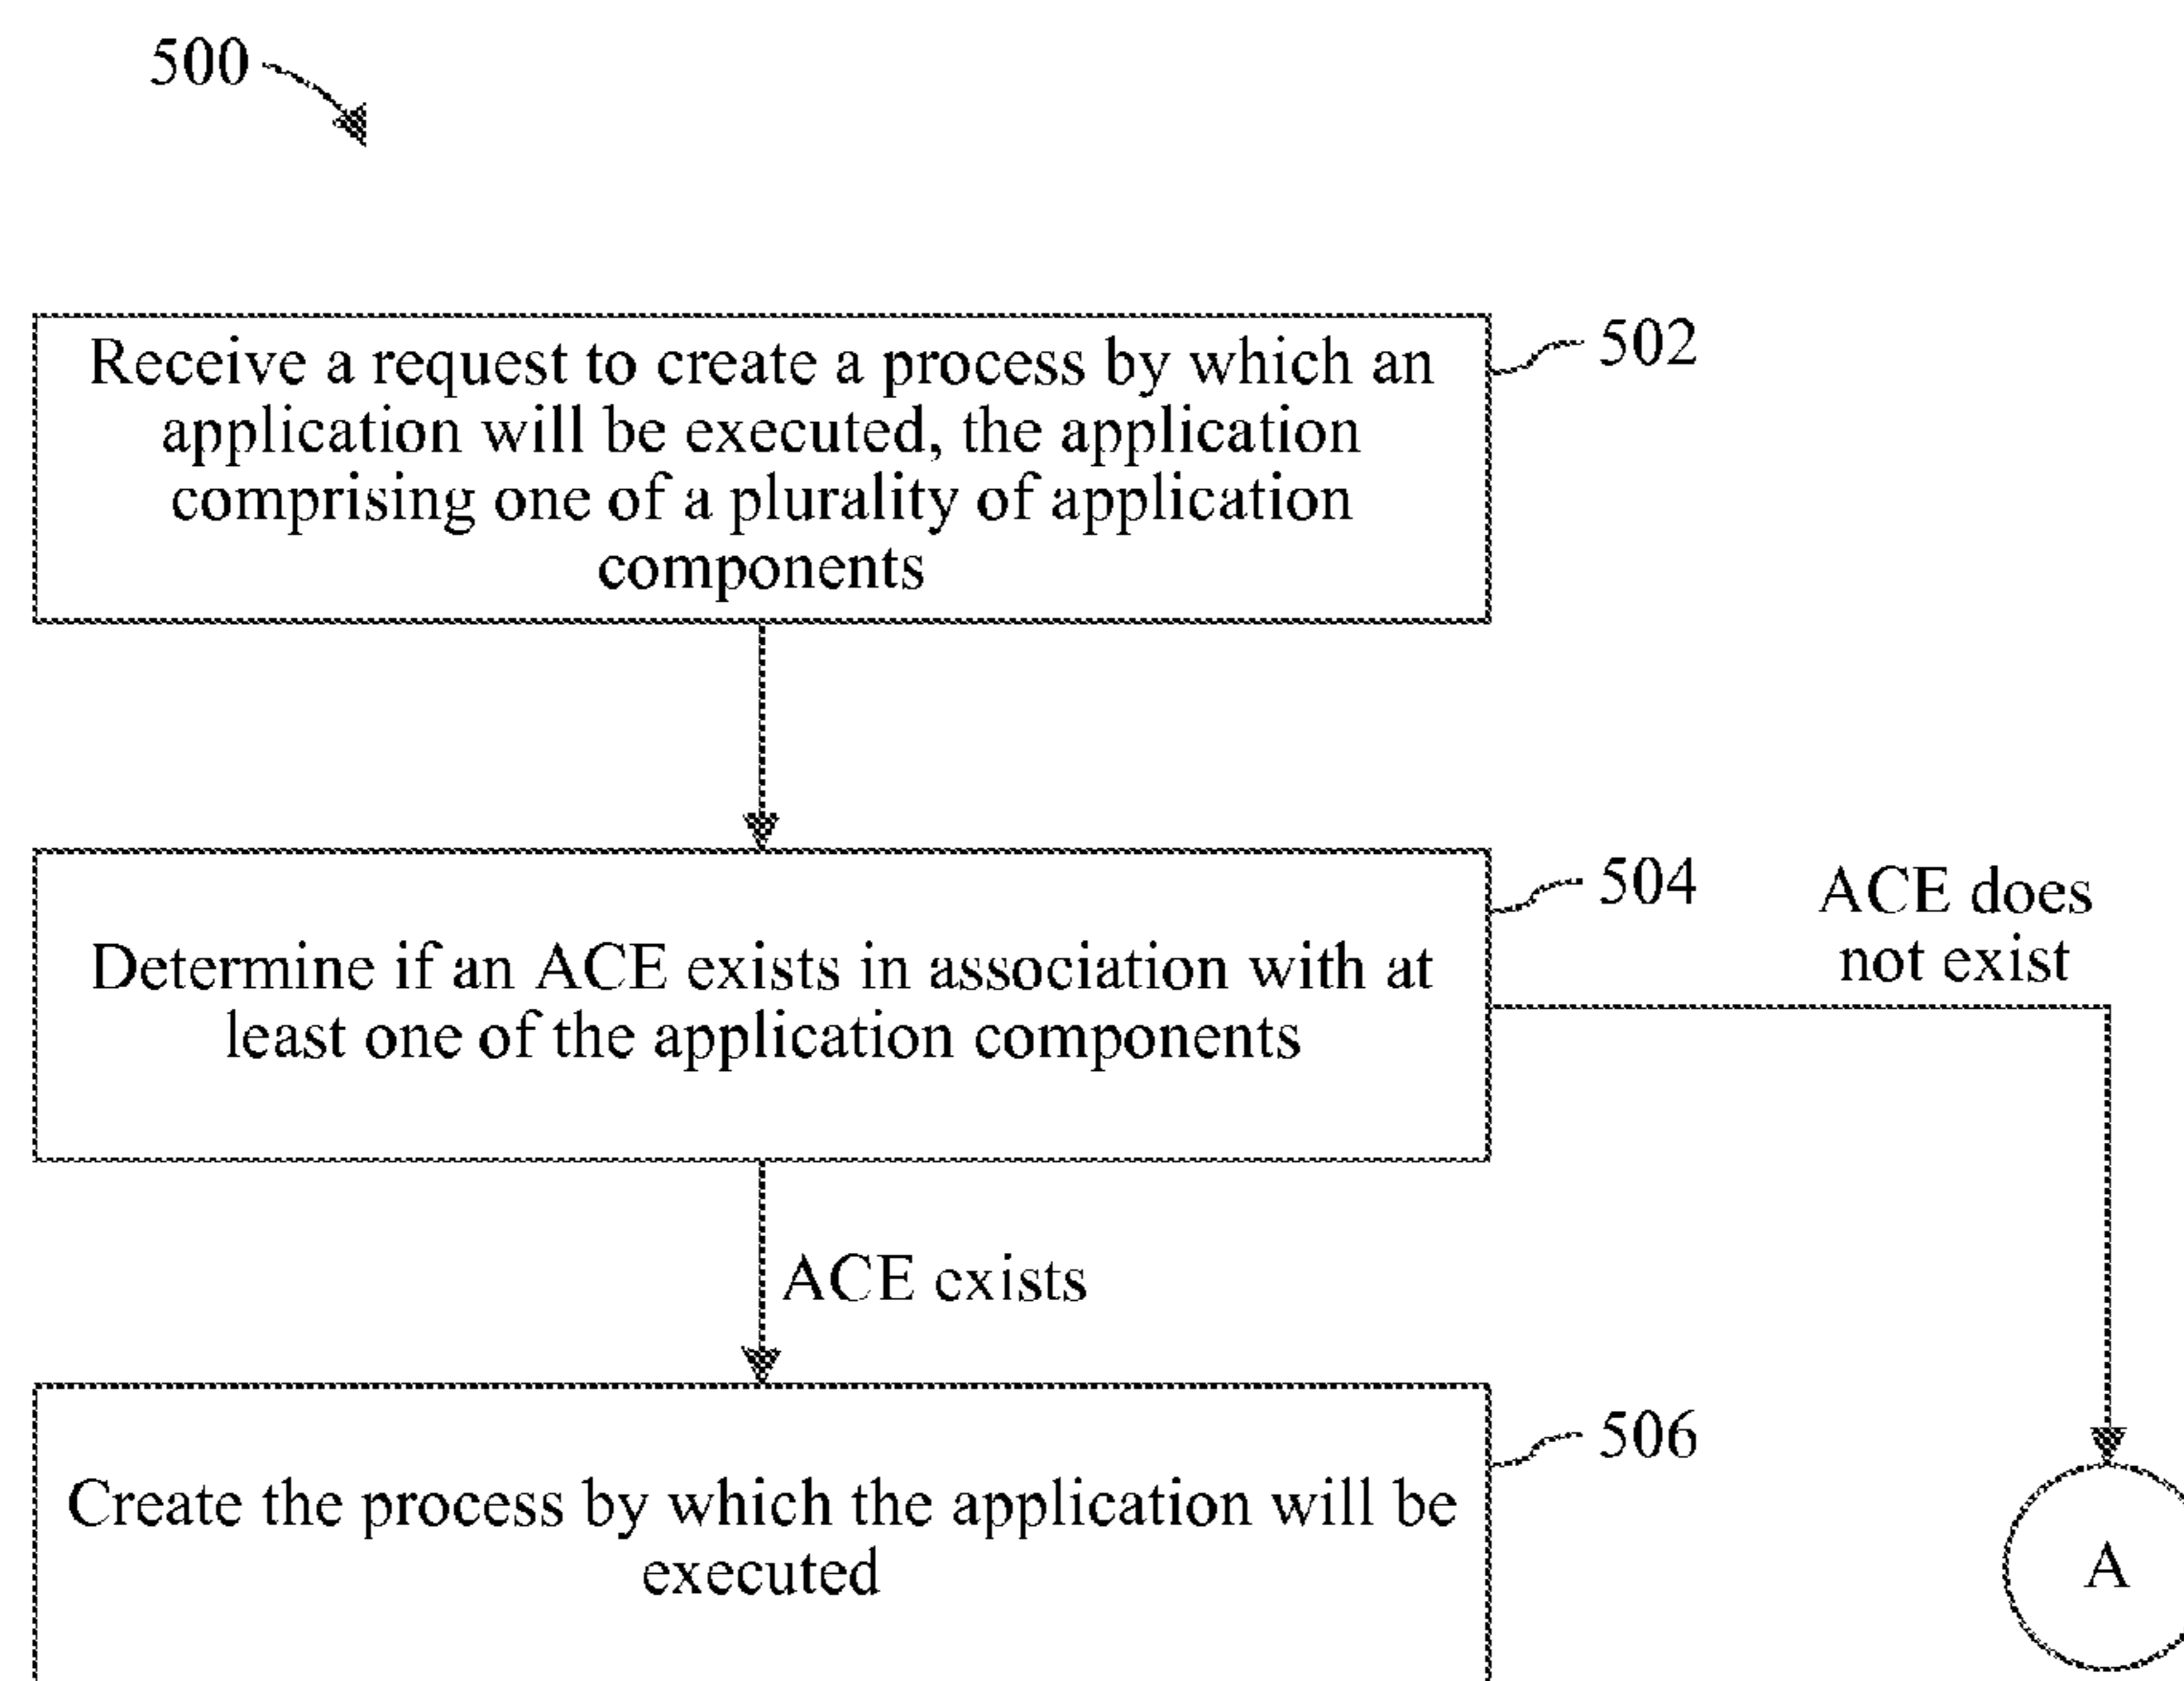 500
Receive a request to create a process by which an
application will be executed, the application
comprising one of a plurality of application
components
502
Determine if an ACE exists in association with at
least one of the application components
504
ACE does
not exist
ACE exists
Create the process by which the application will be
executed
506
A